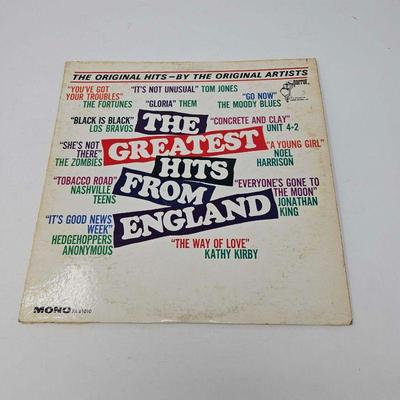 THE ORIGINAL HITS—BY THE ORIGINAL ARTISTS
parrot
"YOU'VE GOT
YOUR TROUBLES"
THE FORTUNES
"IT'S NOT UNUSUAL" TOM JONES
"GLORIA" THEM
"GO NOW"
THE MOODY BLUES
"BLACK IS BLACK"
LOS BRAVOS
"CONCRETE AND CLAY"
UNIT 4-2
"SHE'S NOT
THERE"
THE ZOMBIES
"A YOUNG GIRL"
NOEL
HARRISON
THE
GREATEST
HITS
FROM
ENGLAND
"TOBACCO ROAD"
NASHVILLE
TEENS
"EVERYONE'S GONE TO
THE MOON"
JONATHAN
KING
"IT'S GOOD NEWS
WEEK"
HEDGEHOPPERS
ANONYMOUS
"THE WAY OF LOVE"
KATHY KIRBY
MONO PA 61010